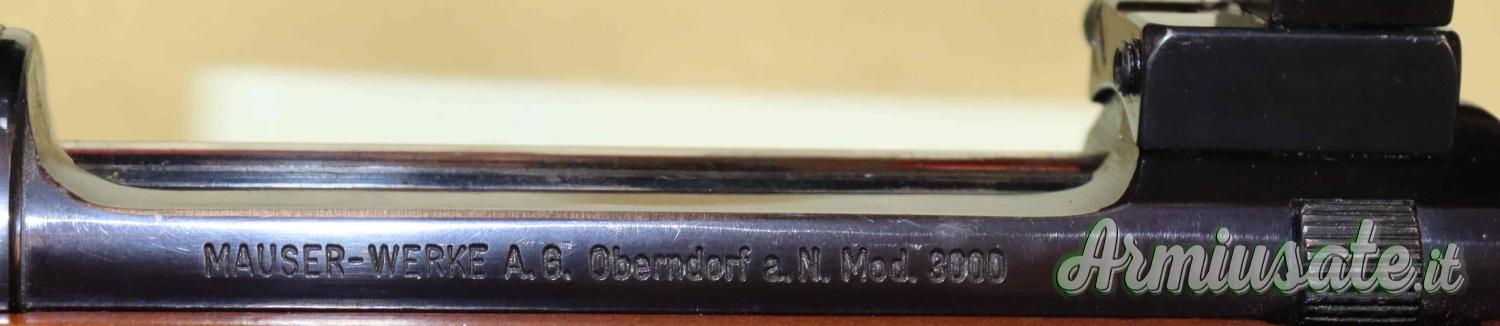 MAUSER-WERKE A.G. Oberndorf a.N. Mod. 3000
Armiusate.it